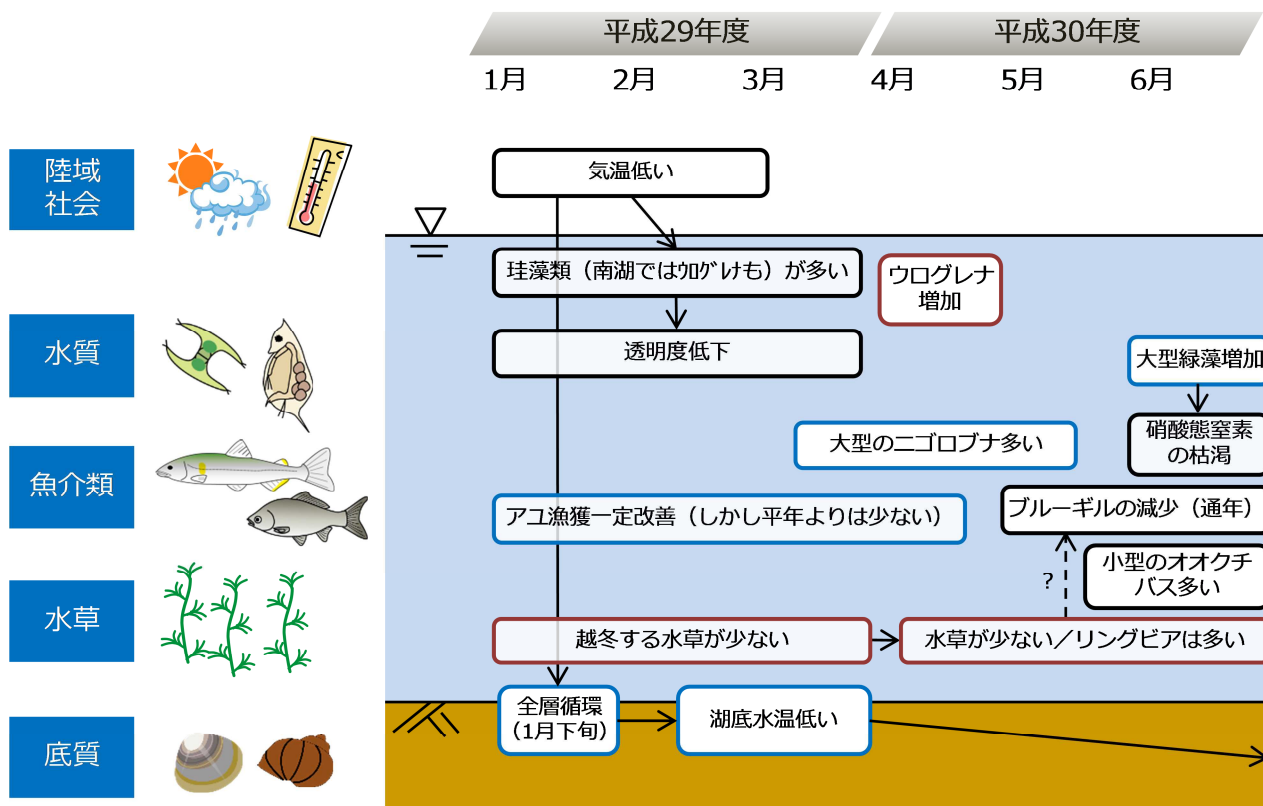 平成29年度
平成30年度
1月
2月
3月
4月
5月
6月
陸域
社会
気温低い
珪藻類（南湖ではｳﾛｸﾞﾚﾅも）が多い
ウログレナ
増加
水質
透明度低下
大型緑藻増加
大型のニゴロブナ多い
硝酸態窒素
の枯渇
魚介類
アユ漁獲一定改善（しかし平年よりは少ない）
ブルーギルの減少（通年）
小型のオオクチ
バス多い
?
水草
越冬する水草が少ない
水草が少ない／リングビアは多い
全層循環
(1月下旬)
湖底水温低い
底質